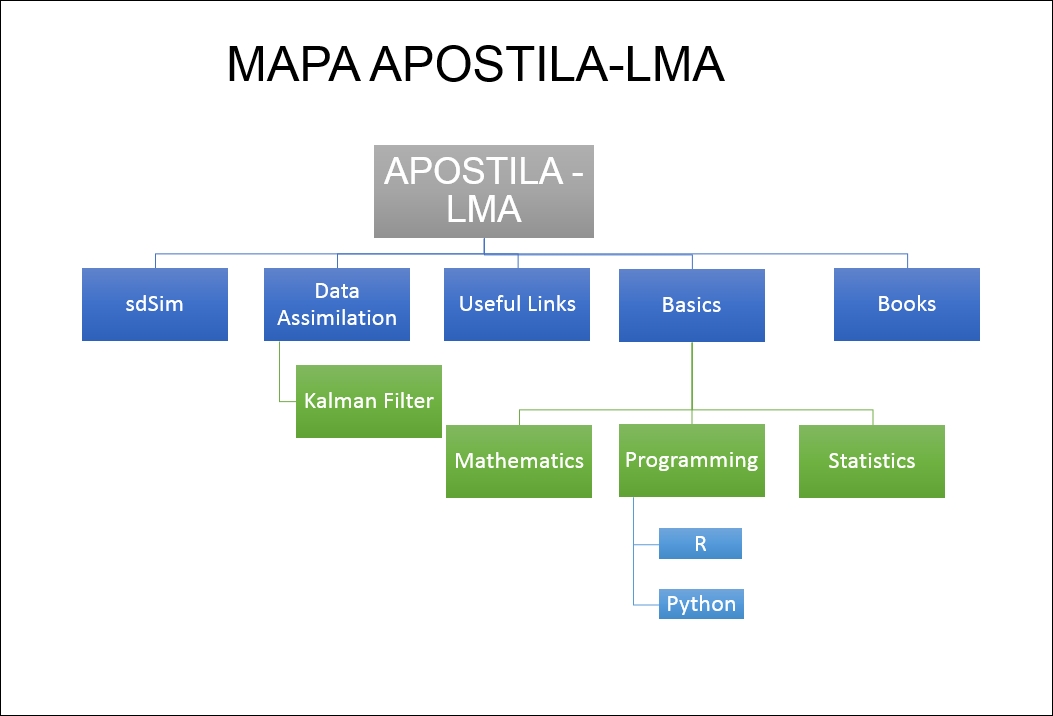 MAPA APOSTILA-LMA
APOSTILA -
LMA
sdSim
Data
Assimilation
Useful Links
Basics
Books
Kalman Filter
Mathematics
Programming
Statistics
R
Python